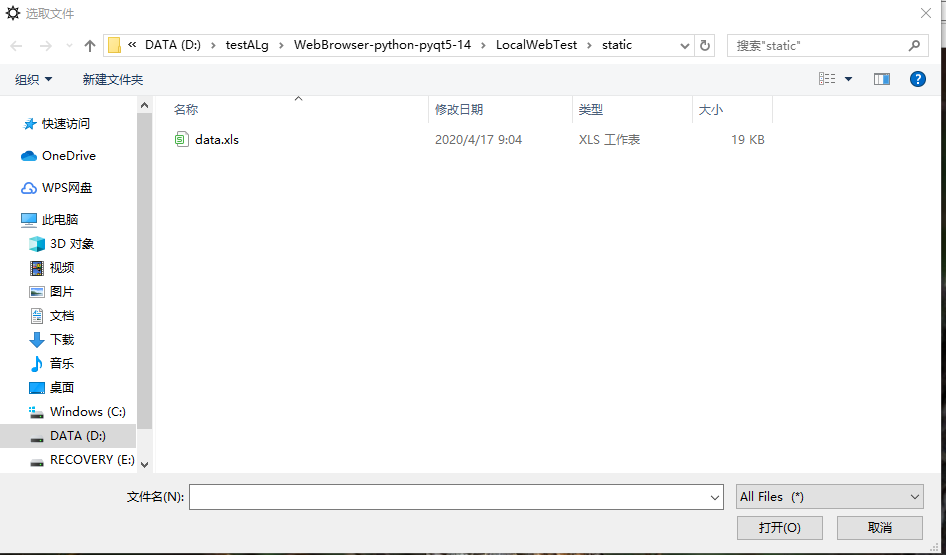 选取文件
« DATA (D:) › testALg › WebBrowser-python-pyqt5-14 › LocalWebTest › static
搜索"static"
组织 新建文件夹
名称 修改日期 类型 大小
data.xls 2020/4/17 9:04 XLS 工作表 19 KB
快速访问
OneDrive
WPS网盘
此电脑
3D 对象
视频
图片
文档
下载
音乐
桌面
Windows (C:)
DATA (D:)
RECOVERY (E:)
文件名(N):
All Files (*)
打开(O) 取消